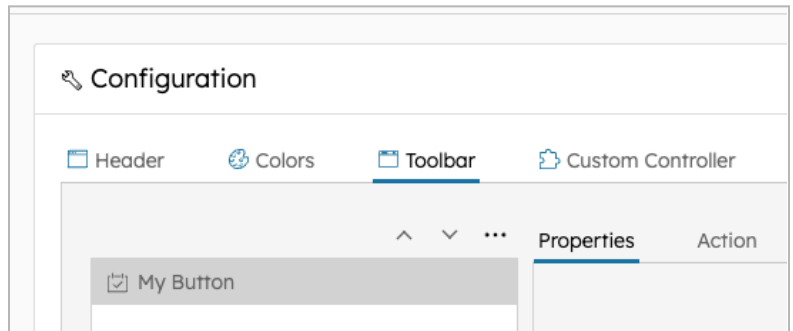 Configuration
Header Colors Toolbar Custom Controller
Properties Action
My Button